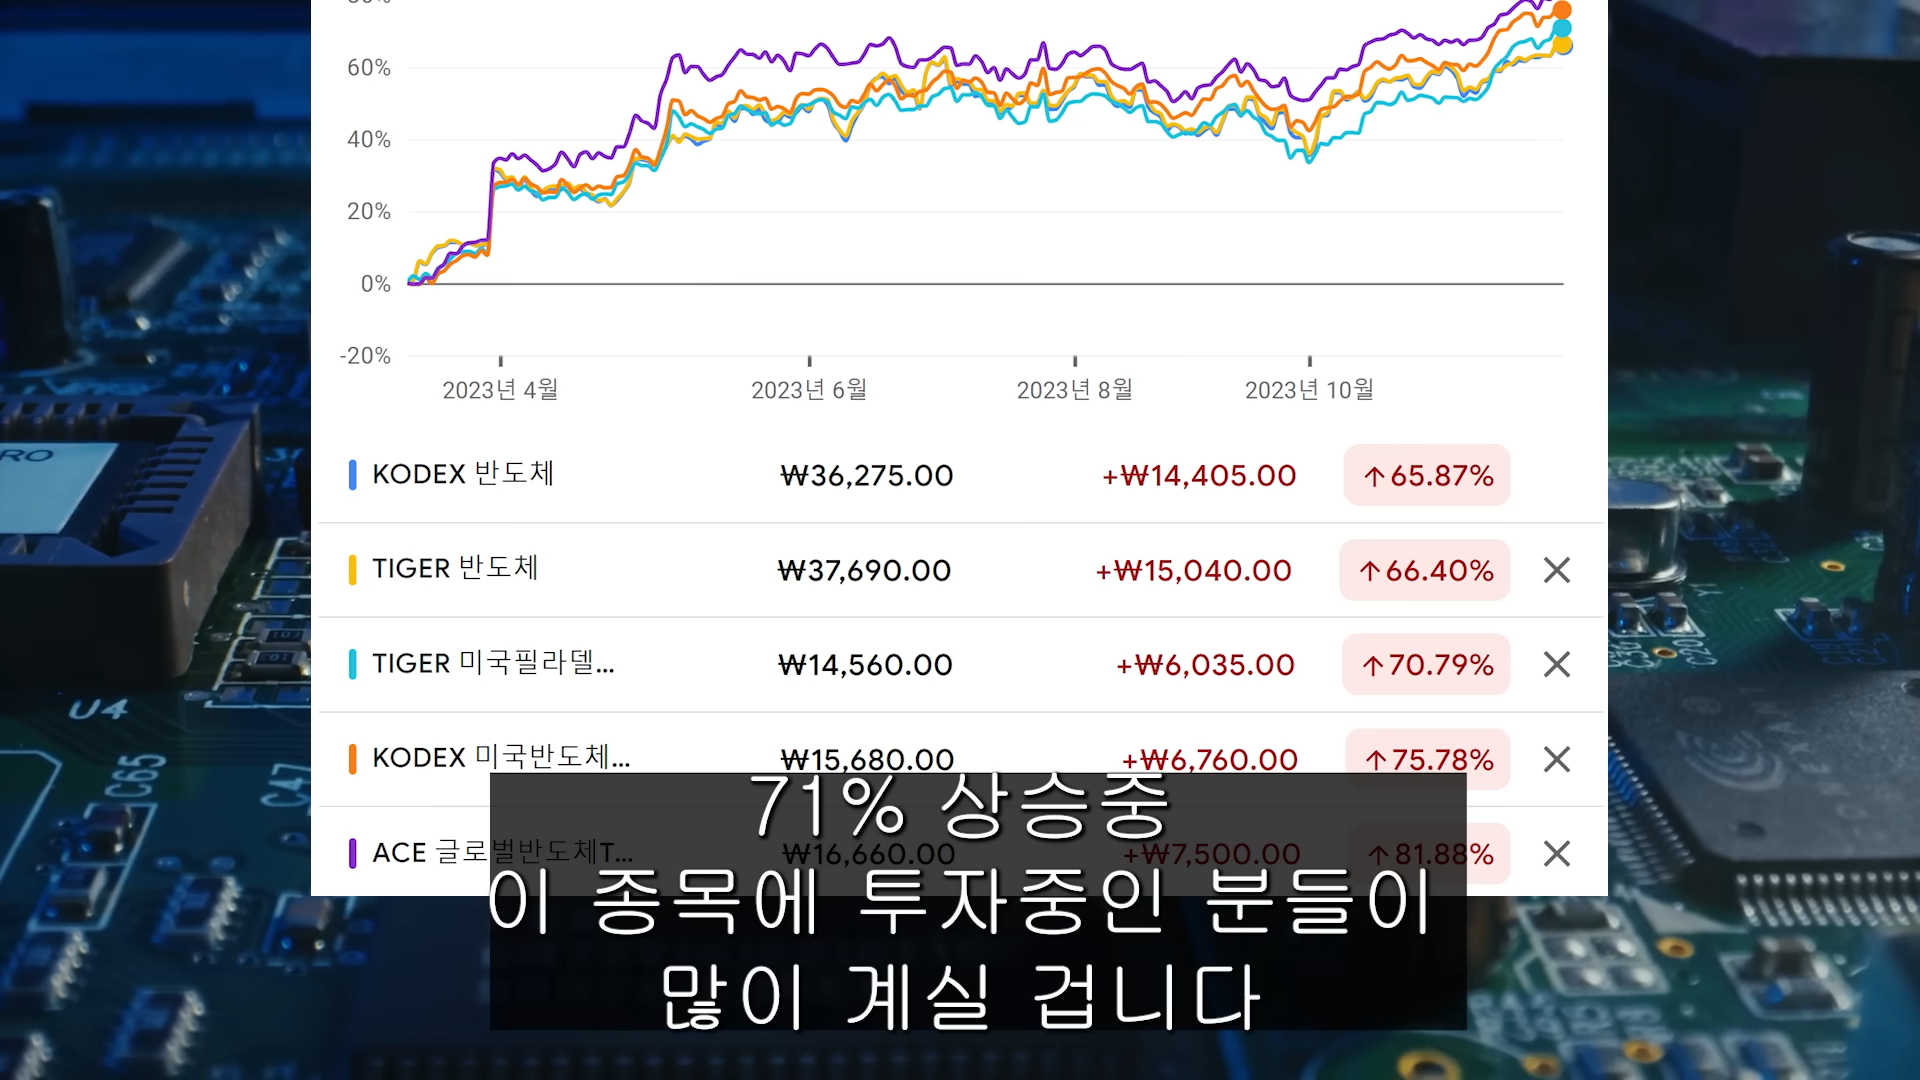 60%
40%
20%
0%
-20%
2023년 4월 2023년 6월 2023년 8월 2023년 10월
KODEX 반도체 ₩36,275.00 +₩14,405.00 ↑65.87%
TIGER 반도체 ₩37,690.00 +₩15,040.00 ↑66.40%
TIGER 미국필라델... ₩14,560.00 +₩6,035.00 ↑70.79%
KODEX 미국반도체... ₩15,680.00 +₩6,760.00 ↑75.78%
ACE 글로벌반도체T... ₩16,660.00 +₩7,500.00 ↑81.88%
71% 상승중
이 종목에 투자중인 분들이
많이 계실 겁니다
RO
U4
C65
C47